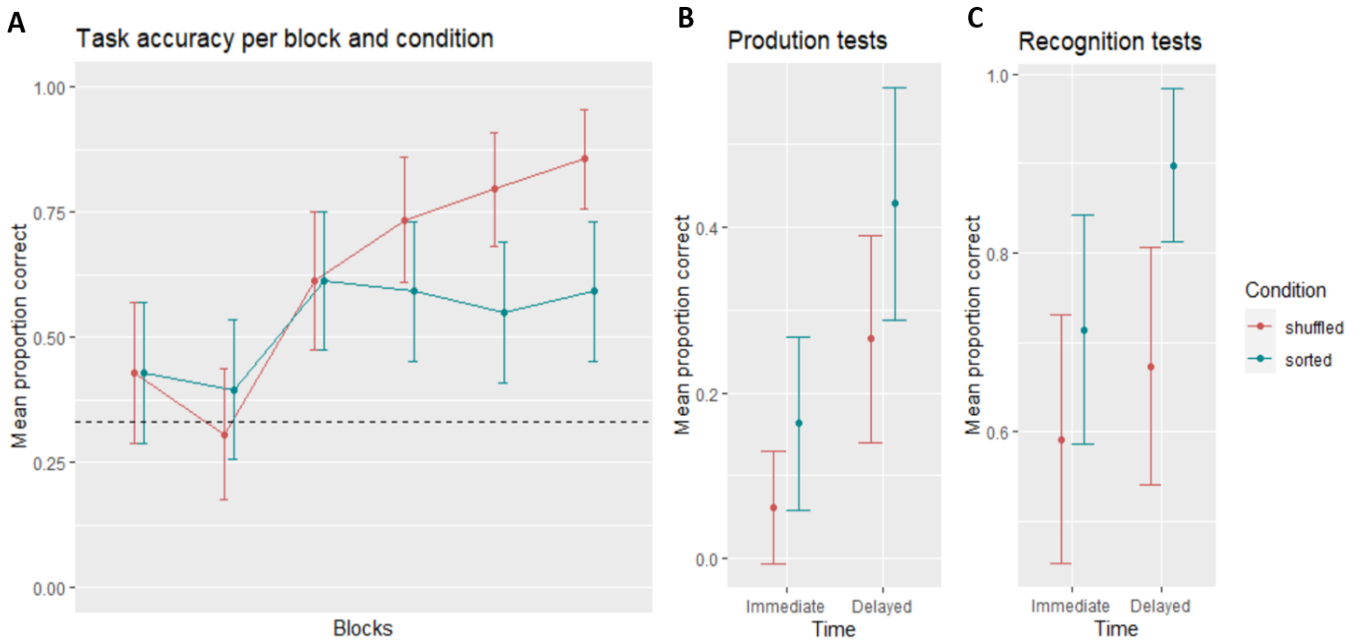 A
Task accuracy per block and condition
Mean proportion correct
1.00
0.75
0.50
0.25
0.00
Blocks
B
Prodution tests
Mean proportion correct
0.4
0.2
0.0
Immediate Delayed
Time
C
Recognition tests
Mean proportion correct
1.0
0.8
0.6
Immediate Delayed
Time
Condition
shuffled
sorted